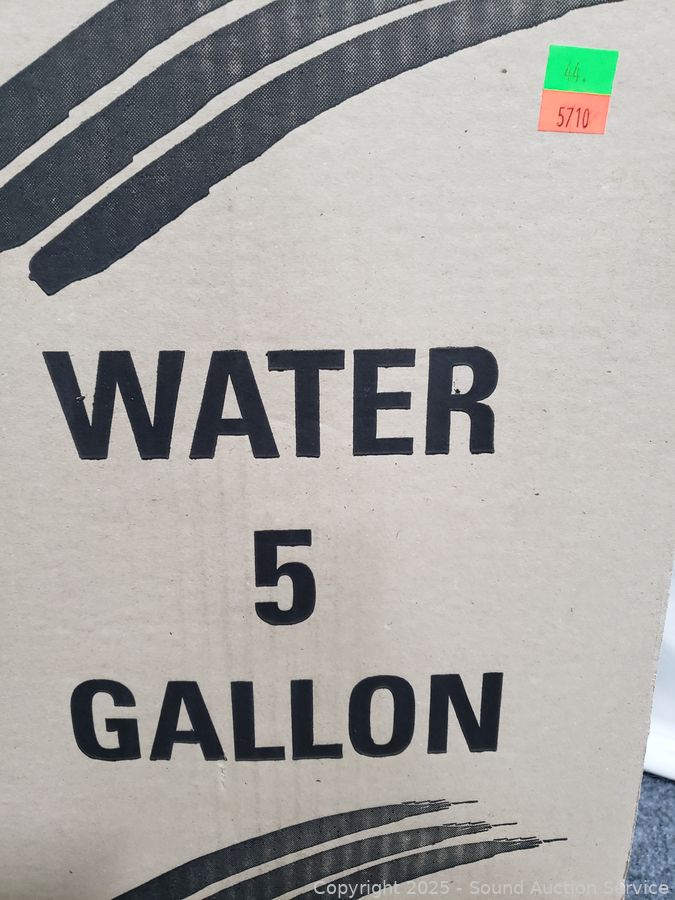 44.
5710
WATER
5
GALLON
Copyright 2025 - Sound Auction Service